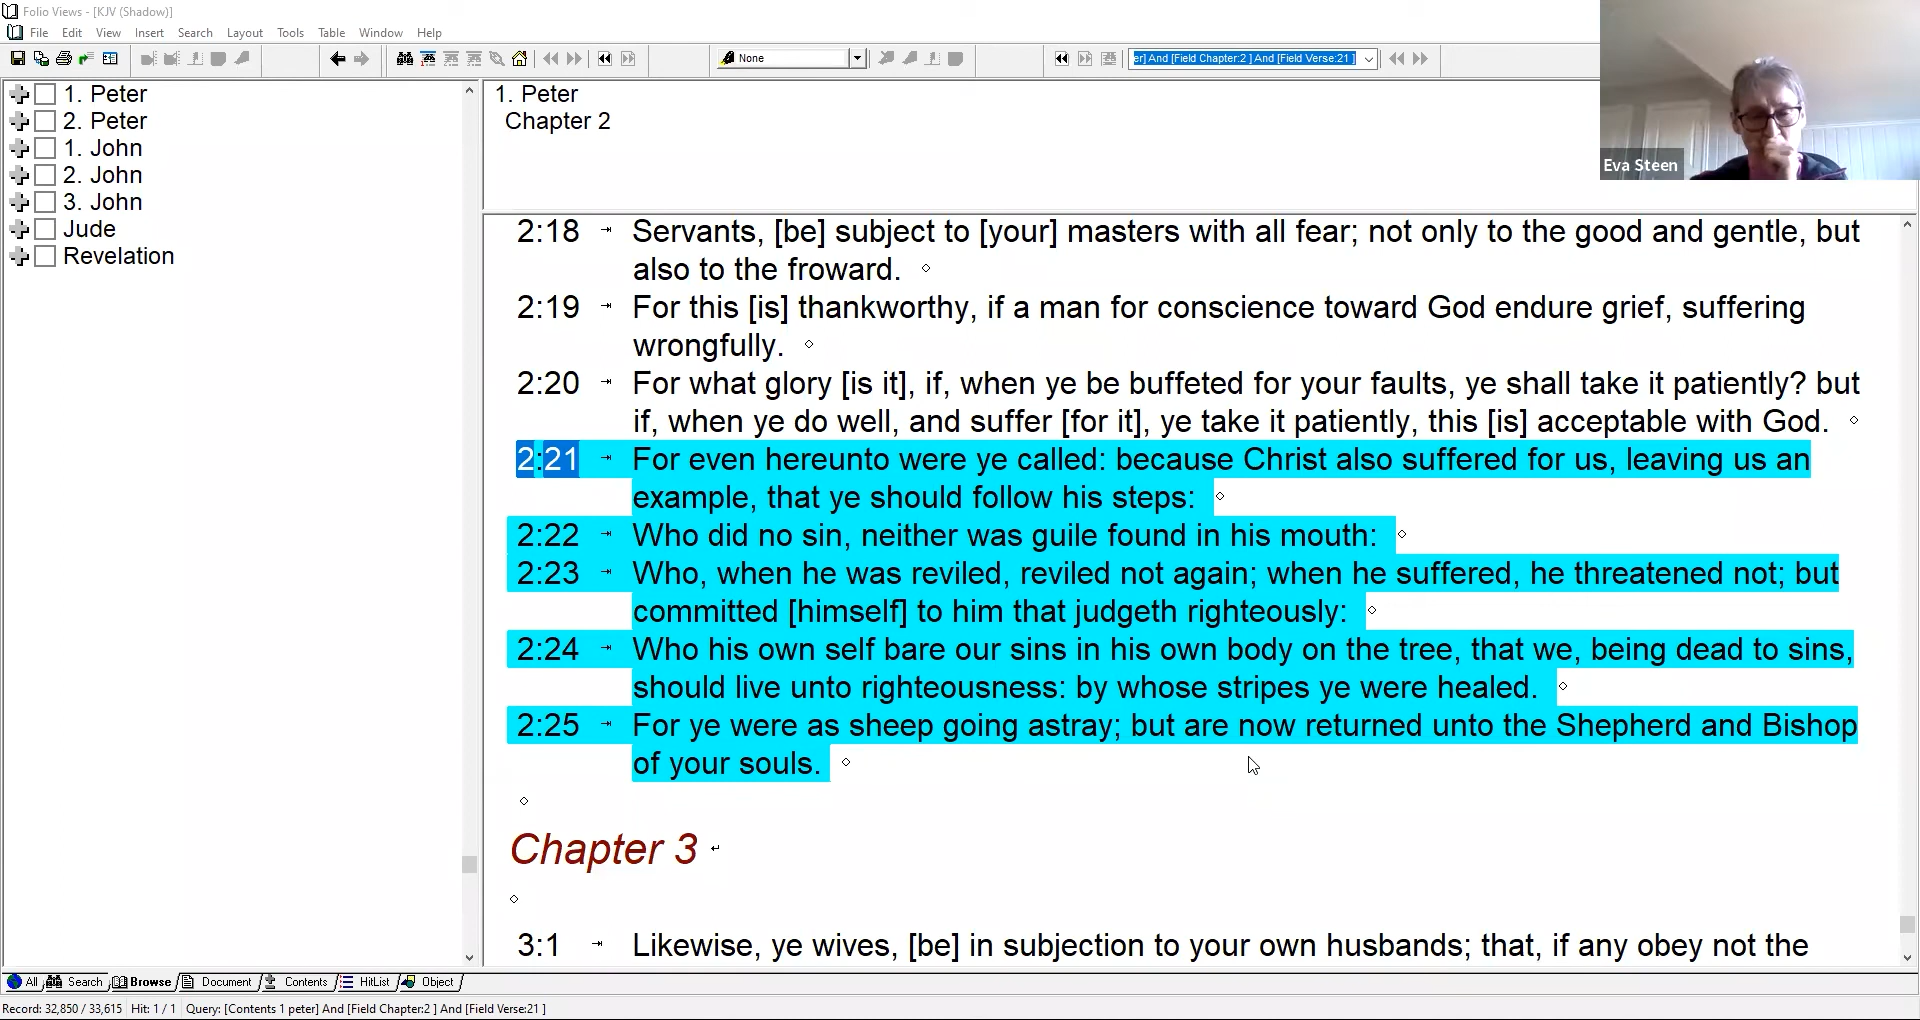 Folio Views - [KJV (Shadow)]
File Edit View Insert Search Layout Tools Table Window Help
None
er] And [Field Chapter:2 ] And [Field Verse:21 ]
1. Peter
2. Peter
1. John
2. John
3. John
Jude
Revelation
1. Peter
Chapter 2
Eva Steen
2:18 Servants, [be] subject to [your] masters with all fear; not only to the good and gentle, but
also to the froward.
2:19 For this [is] thankworthy, if a man for conscience toward God endure grief, suffering
wrongfully.
2:20 For what glory [is it], if, when ye be buffeted for your faults, ye shall take it patiently? but
if, when ye do well, and suffer [for it], ye take it patiently, this [is] acceptable with God.
2:21 For even hereunto were ye called: because Christ also suffered for us, leaving us an
example, that ye should follow his steps:
2:22 Who did no sin, neither was guile found in his mouth:
2:23 Who, when he was reviled, reviled not again; when he suffered, he threatened not; but
committed [himself] to him that judgeth righteously:
2:24 Who his own self bare our sins in his own body on the tree, that we, being dead to sins,
should live unto righteousness: by whose stripes ye were healed.
2:25 For ye were as sheep going astray; but are now returned unto the Shepherd and Bishop
of your souls.
Chapter 3
3:1 Likewise, ye wives, [be] in subjection to your own husbands; that, if any obey not the
All Search Browse Document Contents HitList Object
Record: 32,850 / 33,615 Hit: 1 / 1 Query: [Contents 1 peter] And [Field Chapter:2 ] And [Field Verse:21 ]